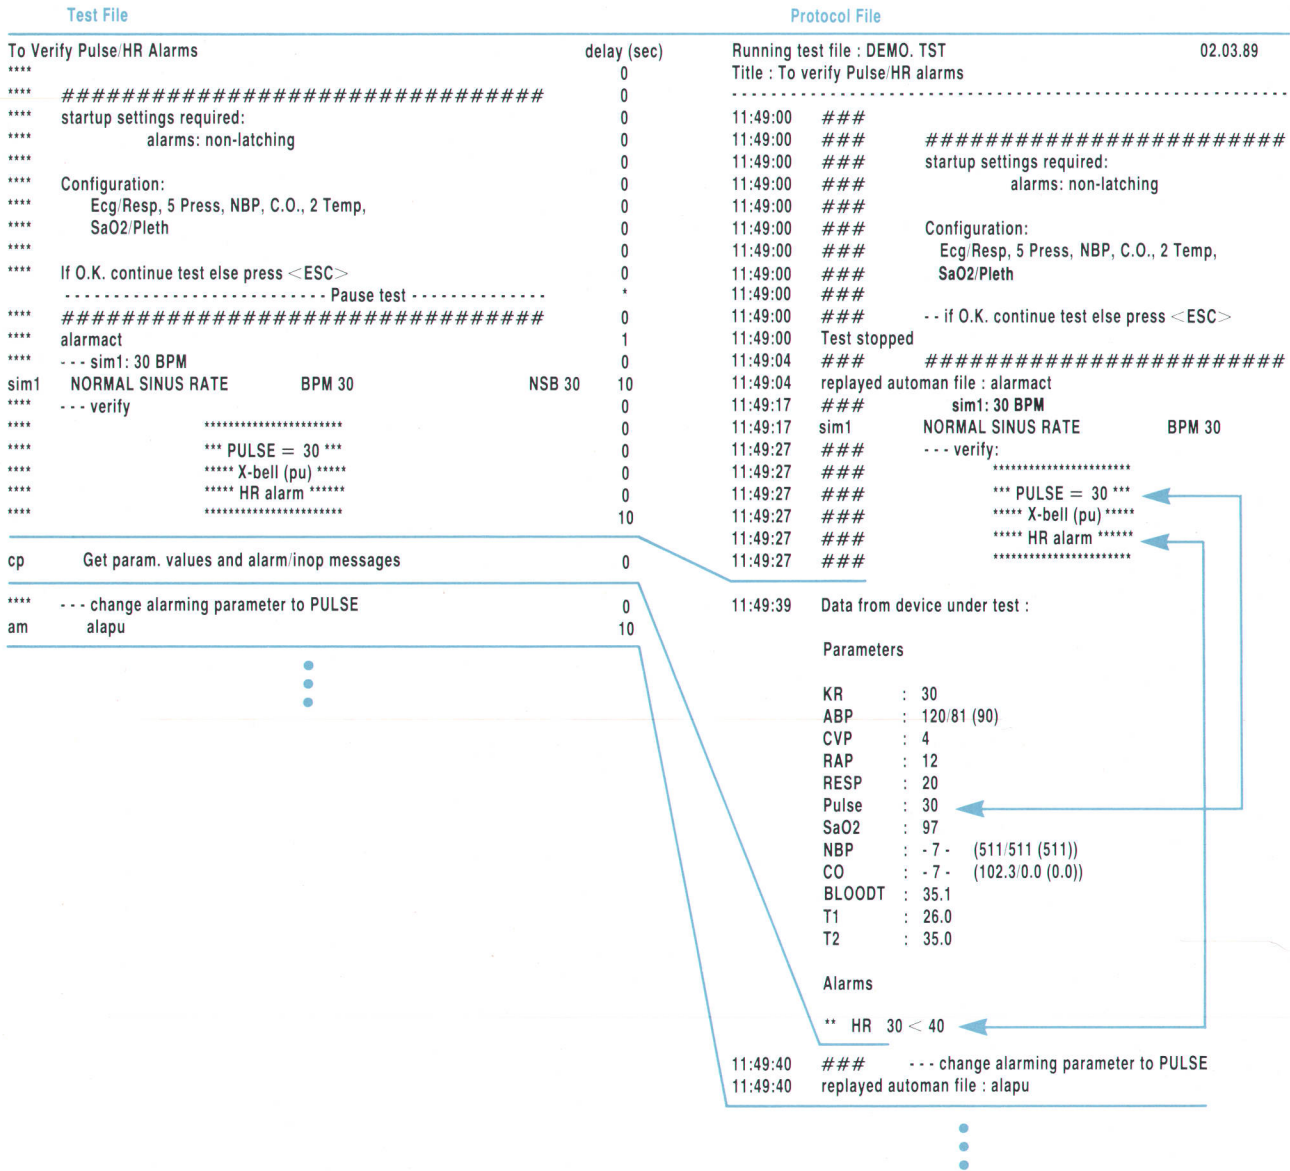 Test File
To Verify Pulse/HR Alarms delay (sec)
**** 0
**** ################################ 0
**** startup settings required: 0
**** alarms: non-latching 0
**** 0
**** Configuration: 0
**** Ecg/Resp, 5 Press, NBP, C.O., 2 Temp, 0
**** SaO2/Pleth 0
**** 0
**** If O.K. continue test else press <ESC> 0
- - - - - - - - - - - - - - - - - - - - - - - - - - - Pause test - - - - - - - - - - - - - - *
**** ################################ 0
**** alarmact 1
**** - - - sim1: 30 BPM 0
sim1 NORMAL SINUS RATE BPM 30 NSB 30 10
**** - - - verify 0
**** *********************** 0
**** *** PULSE = 30 *** 0
**** ***** X-bell (pu) ***** 0
**** ***** HR alarm ****** 0
**** *********************** 10
cp Get param. values and alarm/inop messages 0
**** - - - change alarming parameter to PULSE 0
am alapu 10
Protocol File
Running test file : DEMO. TST 02.03.89
Title : To verify Pulse/HR alarms
- - - - - - - - - - - - - - - - - - - - - - - - - - - - - - - - - - - - - - - - - - - - - - - - - - - - - - - - - -
11:49:00 ###
11:49:00 ### ########################
11:49:00 ### startup settings required:
11:49:00 ### alarms: non-latching
11:49:00 ###
11:49:00 ### Configuration:
11:49:00 ### Ecg/Resp, 5 Press, NBP, C.O., 2 Temp,
11:49:00 ### SaO2/Pleth
11:49:00 ###
11:49:00 ### - - if O.K. continue test else press <ESC>
11:49:00 Test stopped
11:49:04 ### ########################
11:49:04 replayed automan file : alarmact
11:49:17 ### sim1: 30 BPM
11:49:17 sim1 NORMAL SINUS RATE BPM 30
11:49:27 ### - - - verify:
11:49:27 ### ***********************
11:49:27 ### *** PULSE = 30 ***
11:49:27 ### ***** X-bell (pu) *****
11:49:27 ### ***** HR alarm ******
11:49:27 ### ***********************
11:49:39 Data from device under test :
Parameters
KR : 30
ABP : 120/81 (90)
CVP : 4
RAP : 12
RESP : 20
Pulse : 30
SaO2 : 97
NBP : - 7 - (511/511 (511))
CO : - 7 - (102.3/0.0 (0.0))
BLOODT : 35.1
T1 : 26.0
T2 : 35.0
Alarms
** HR 30 < 40
11:49:40 ### - - - change alarming parameter to PULSE
11:49:40 replayed automan file : alapu